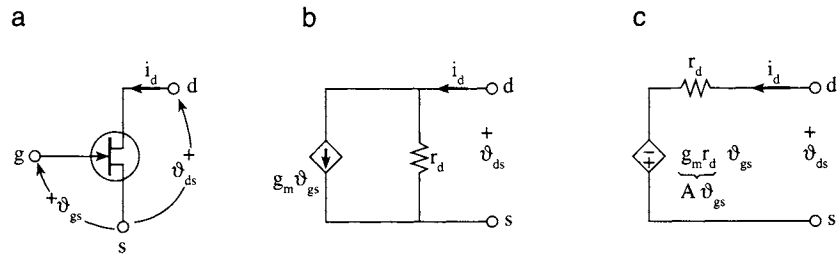 a
b
c
i_d
d
g
+
ϑ_gs
+
ϑ_ds
s
i_d
d
g_m ϑ_gs
r_d
+
ϑ_ds
s
r_d
i_d
d
− +
g_m r_d ϑ_gs
A ϑ_gs
+
ϑ_ds
s